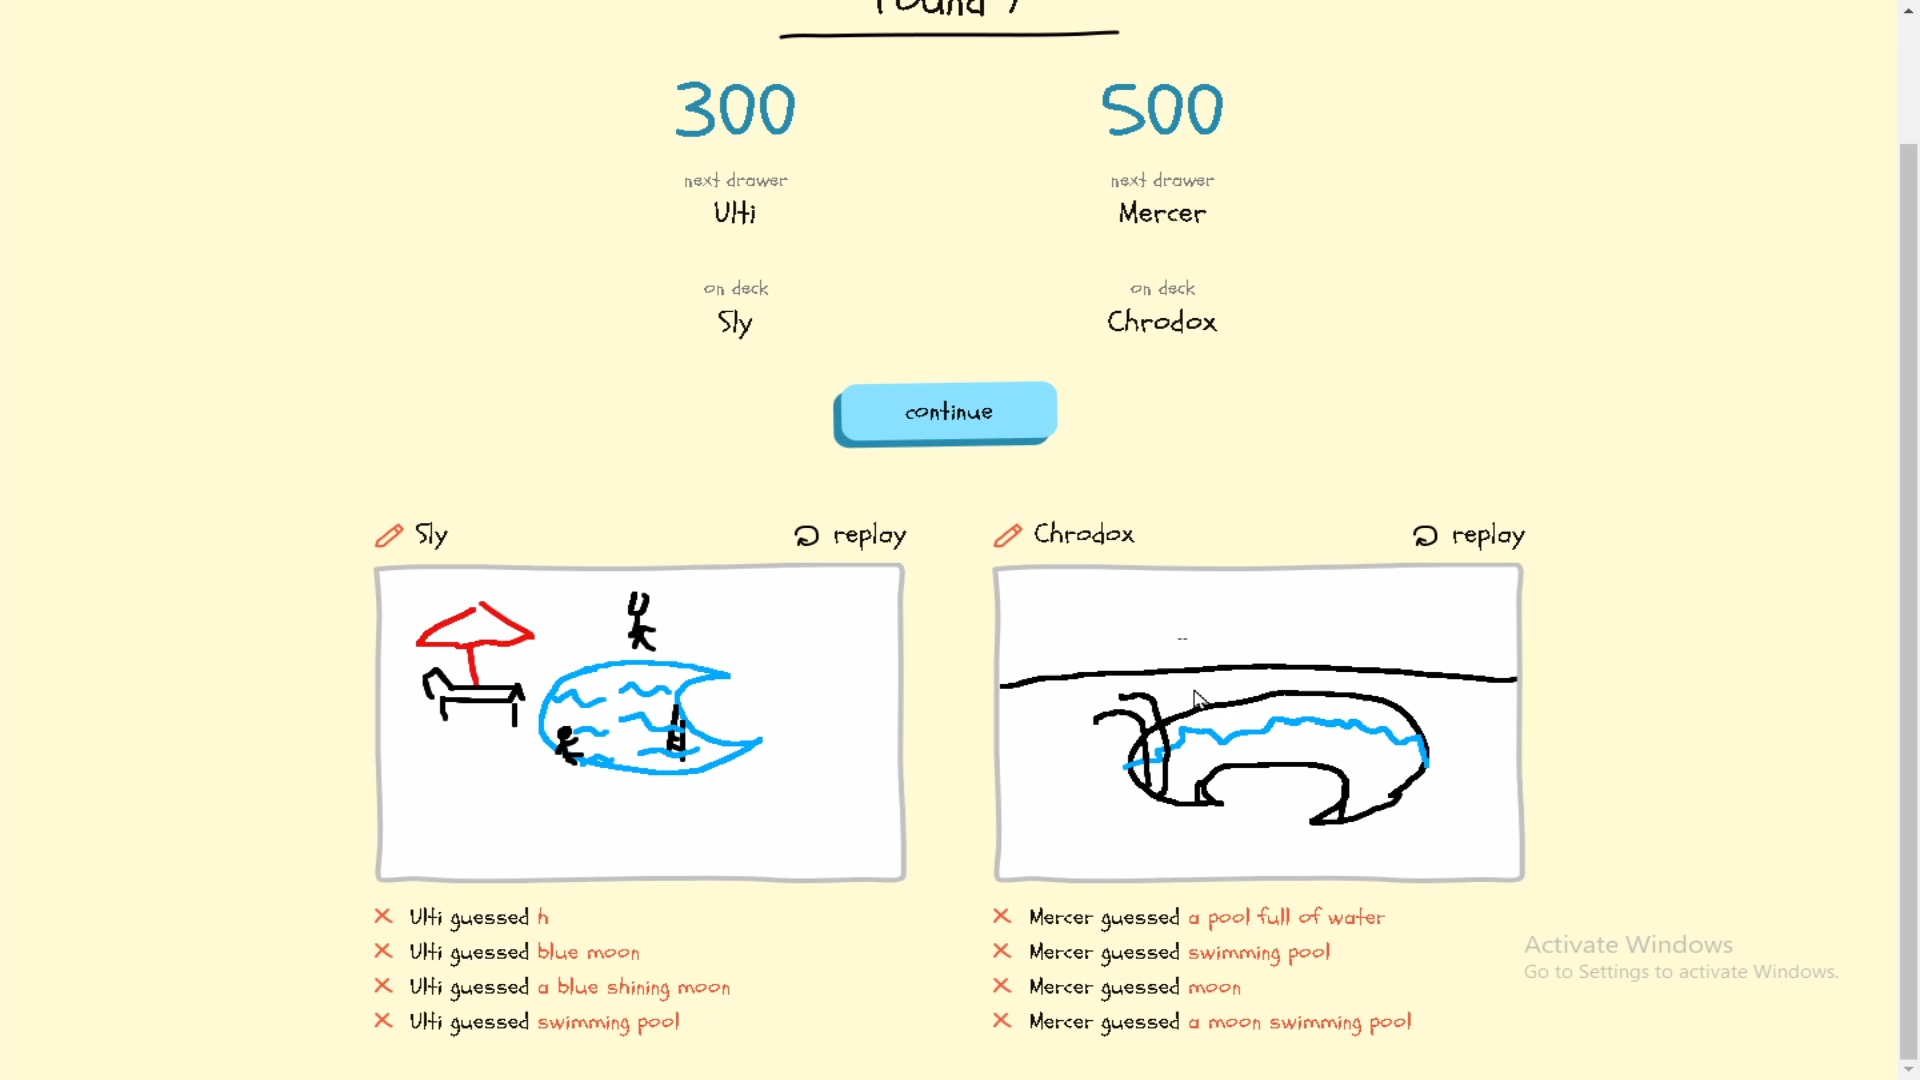 round
300 500
next drawer next drawer
Ulti Mercer
on deck on deck
Sly Chrodox
continue
Sly replay Chrodox replay
Ulti guessed h
Ulti guessed blue moon
Ulti guessed a blue shining moon
Ulti guessed swimming pool
Mercer guessed a pool full of water
Mercer guessed swimming pool
Mercer guessed moon
Mercer guessed a moon swimming pool
Activate Windows
Go to Settings to activate Windows.